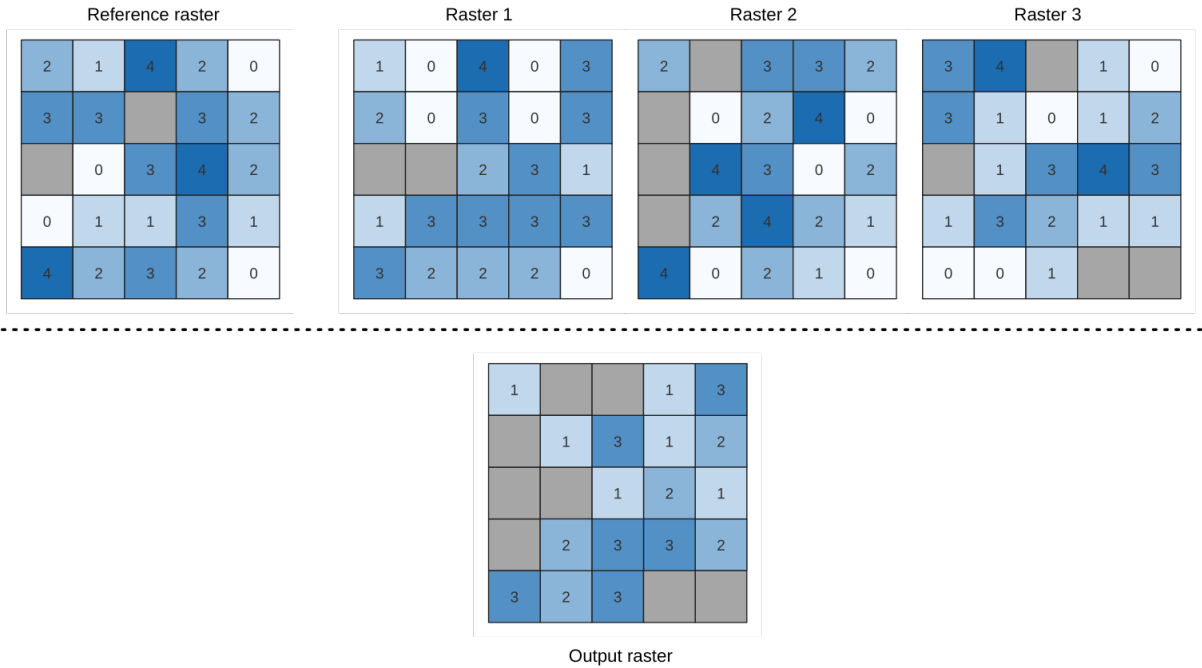 Reference raster Raster 1 Raster 2 Raster 3
2 1 4 2 0 1 0 4 0 3 2 3 3 2 3 4 1 0
3 3 3 2 2 0 3 0 3 0 2 4 0 3 1 0 1 2
0 3 4 2 2 3 1 4 3 0 2 1 3 4 3
0 1 1 3 1 1 3 3 3 3 2 4 2 1 1 3 2 1 1
4 2 3 2 0 3 2 2 2 0 4 0 2 1 0 0 0 1
1 1 3
1 3 1 2
1 2 1
2 3 3 2
3 2 3
Output raster